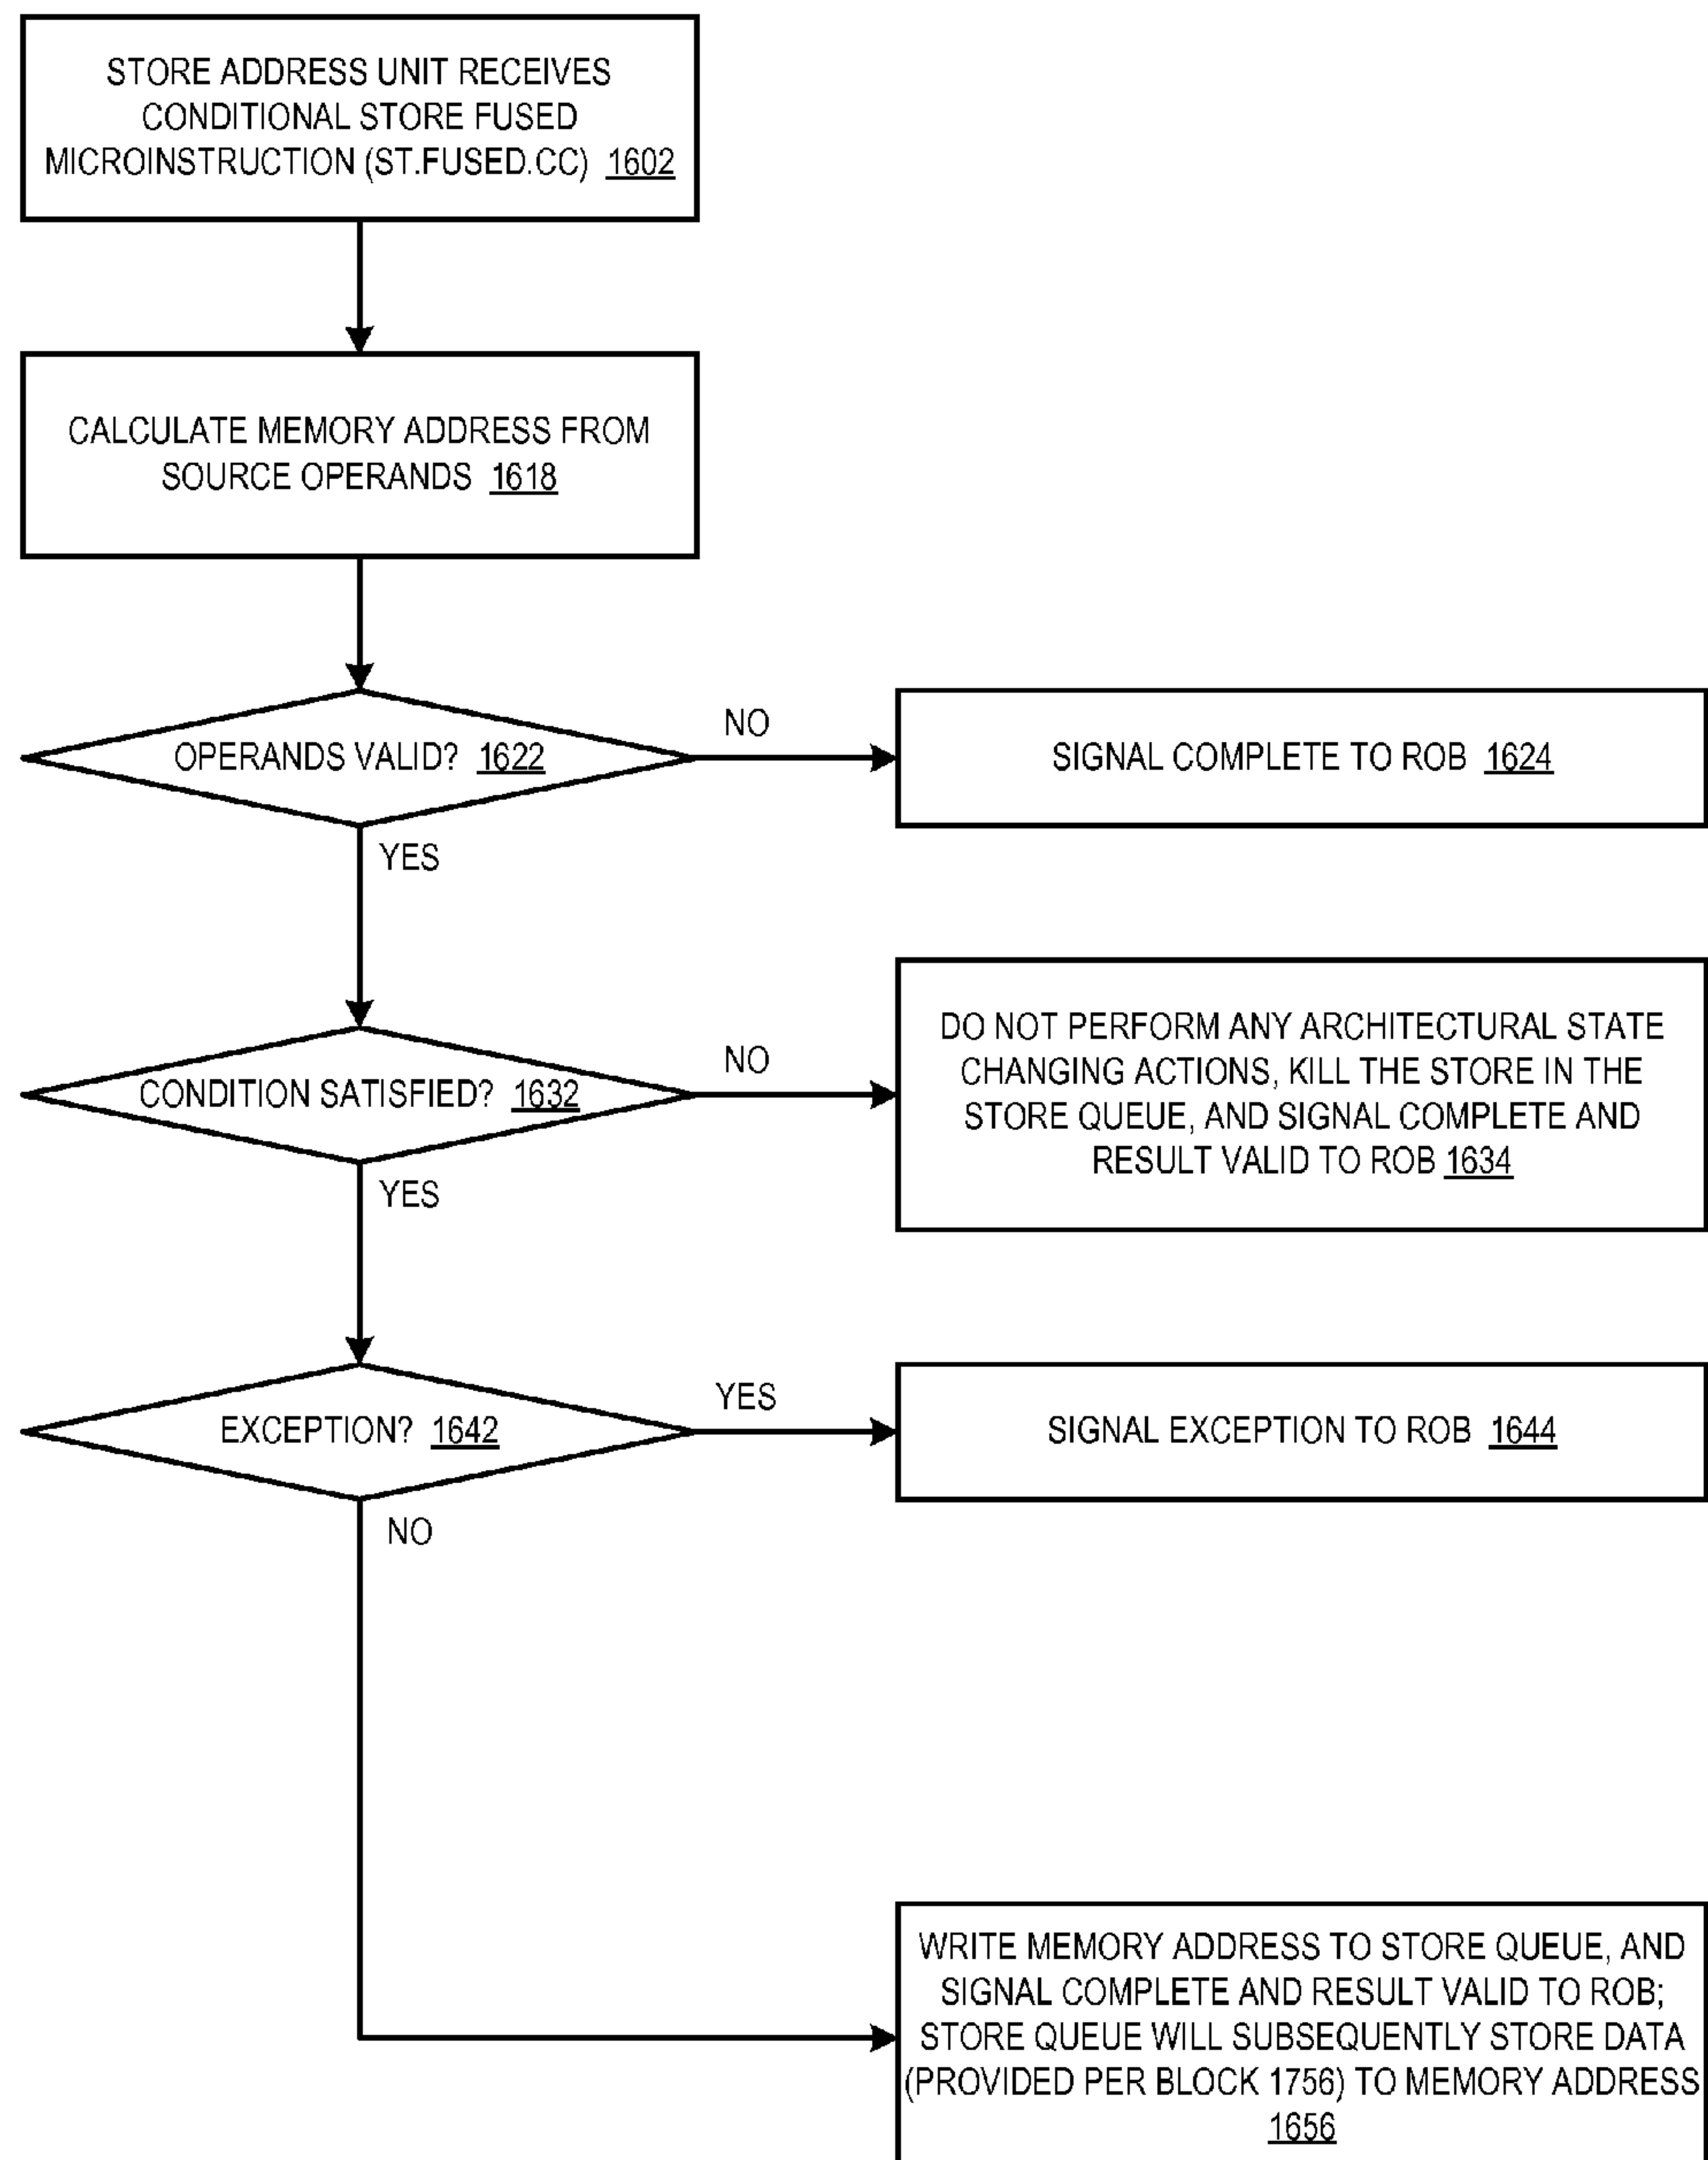 STORE ADDRESS UNIT RECEIVES
CONDITIONAL STORE FUSED
MICROINSTRUCTION (ST.FUSED.CC) 1602
CALCULATE MEMORY ADDRESS FROM
SOURCE OPERANDS 1618
OPERANDS VALID? 1622
NO
SIGNAL COMPLETE TO ROB 1624
YES
CONDITION SATISFIED? 1632
NO
DO NOT PERFORM ANY ARCHITECTURAL STATE
CHANGING ACTIONS, KILL THE STORE IN THE
STORE QUEUE, AND SIGNAL COMPLETE AND
RESULT VALID TO ROB 1634
YES
EXCEPTION? 1642
YES
SIGNAL EXCEPTION TO ROB 1644
NO
WRITE MEMORY ADDRESS TO STORE QUEUE, AND
SIGNAL COMPLETE AND RESULT VALID TO ROB;
STORE QUEUE WILL SUBSEQUENTLY STORE DATA
(PROVIDED PER BLOCK 1756) TO MEMORY ADDRESS
1656